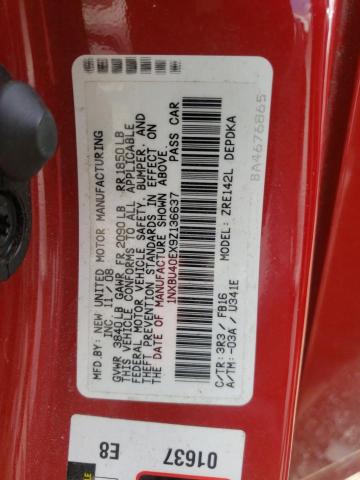 MFD. BY: NEW UNITED MOTOR MANUFACTURING
INC 11/08
GVWR 3840LB GAWR FR 2090LB RR 1850LB
THIS VEHICLE CONFORMS TO ALL APPLICABLE
FEDERAL MOTOR VEHICLE SAFETY, BUMPER, AND
THEFT PREVENTION STANDARDS IN EFFECT ON
THE DATE OF MANUFACTURE SHOWN ABOVE.
1NXBU40EX9Z136637 PASS CAR
C/TR: 3R3 / FB16 MODEL: ZRE142L DEPDKA
A/TM: -03A / U341E
BA4676865
01637
E8